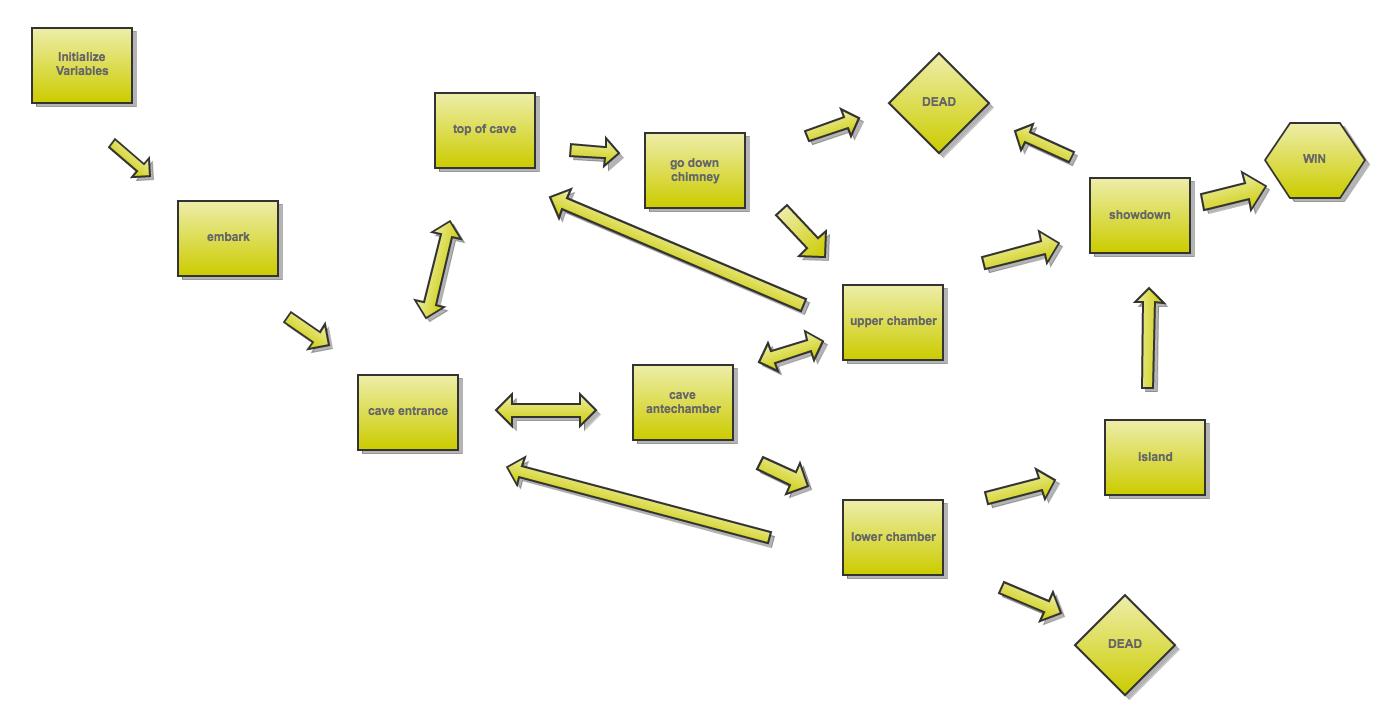 Initialize
Variables
embark
top of cave
go down
chimney
DEAD
WIN
showdown
upper chamber
cave entrance
cave
antechamber
island
lower chamber
DEAD